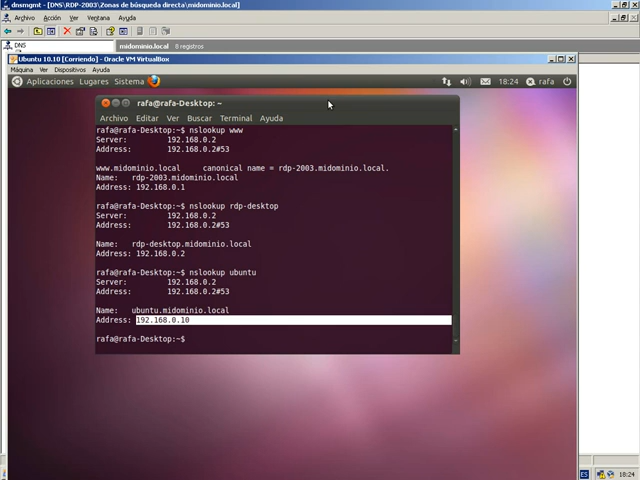 dnsmgmt - [DNS\RDP-2003\Zonas de búsqueda directa\midominio.local]
Archivo Acción Ver Ventana Ayuda
DNS
midominio.local 8 registros
Ubuntu 10.10 [Corriendo] - Oracle VM VirtualBox
Máquina Ver Dispositivos Ayuda
Aplicaciones Lugares Sistema 18:24 rafa
rafa@rafa-Desktop: ~
Archivo Editar Ver Buscar Terminal Ayuda
rafa@rafa-Desktop:~$ nslookup www
Server: 192.168.0.2
Address: 192.168.0.2#53
www.midominio.local canonical name = rdp-2003.midominio.local.
Name: rdp-2003.midominio.local
Address: 192.168.0.1
rafa@rafa-Desktop:~$ nslookup rdp-desktop
Server: 192.168.0.2
Address: 192.168.0.2#53
Name: rdp-desktop.midominio.local
Address: 192.168.0.2
rafa@rafa-Desktop:~$ nslookup ubuntu
Server: 192.168.0.2
Address: 192.168.0.2#53
Name: ubuntu.midominio.local
Address: 192.168.0.10
rafa@rafa-Desktop:~$
ES 18:24